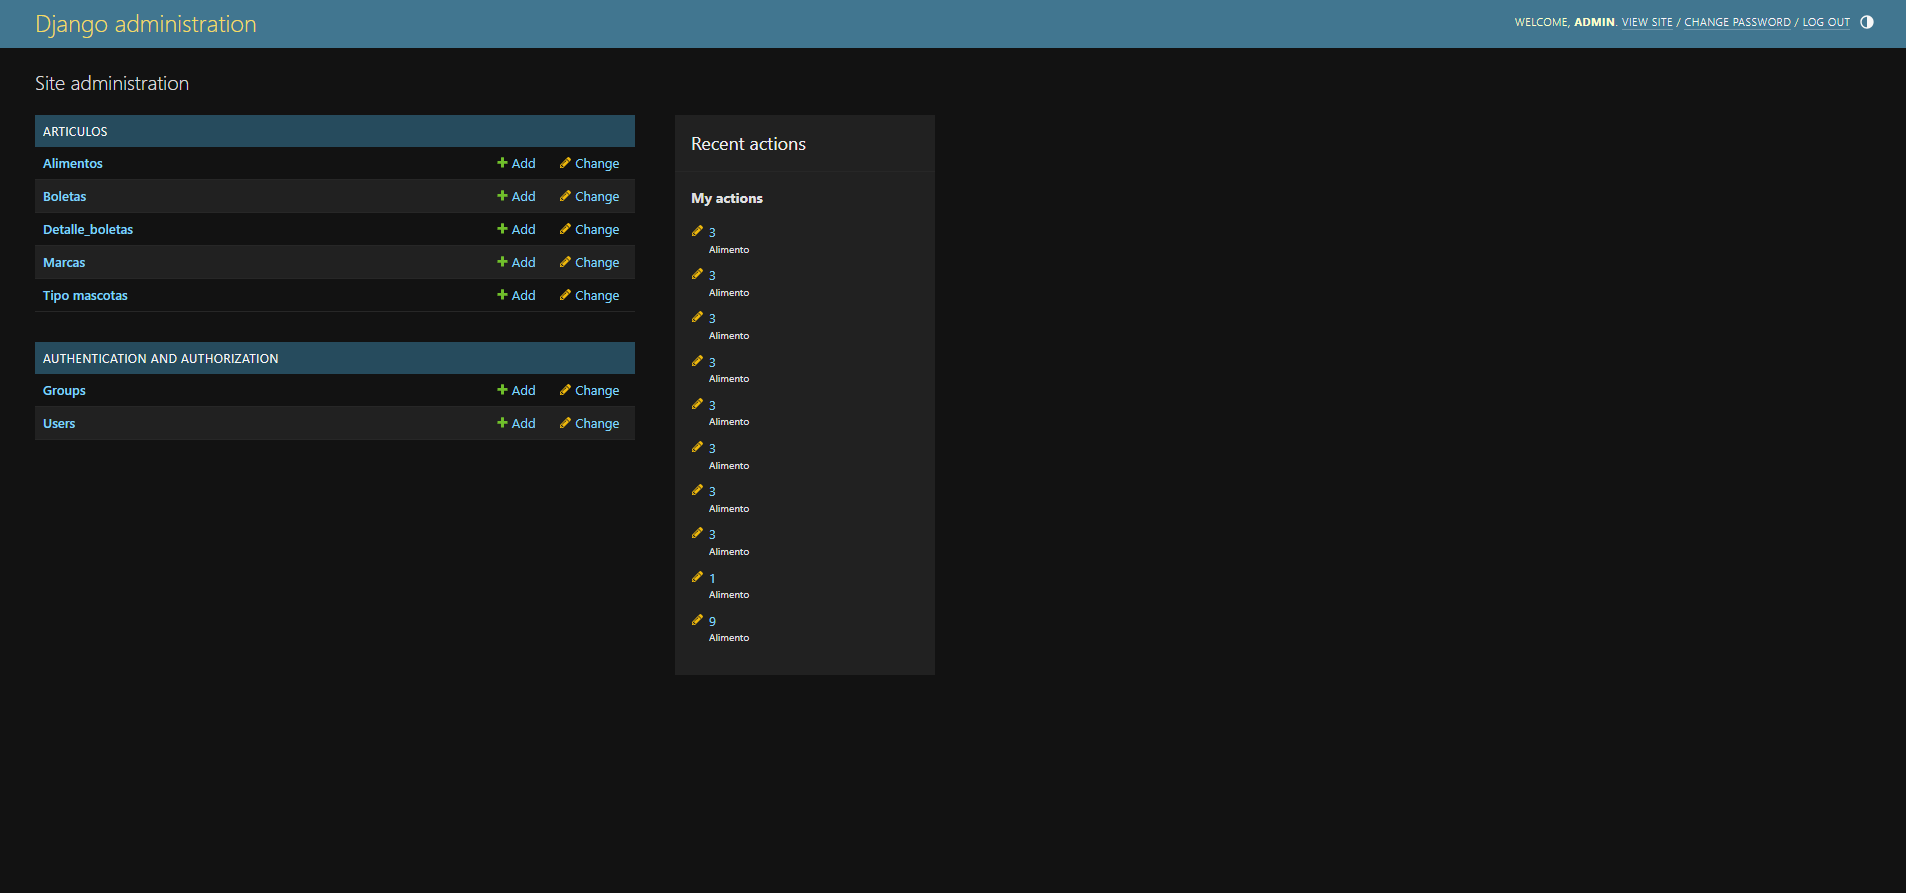 Django administration
WELCOME, ADMIN. VIEW SITE / CHANGE PASSWORD / LOG OUT
Site administration
ARTICULOS
Alimentos Add Change
Boletas Add Change
Detalle_boletas Add Change
Marcas Add Change
Tipo mascotas Add Change
AUTHENTICATION AND AUTHORIZATION
Groups Add Change
Users Add Change
Recent actions
My actions
3
Alimento
3
Alimento
3
Alimento
3
Alimento
3
Alimento
3
Alimento
3
Alimento
3
Alimento
1
Alimento
9
Alimento